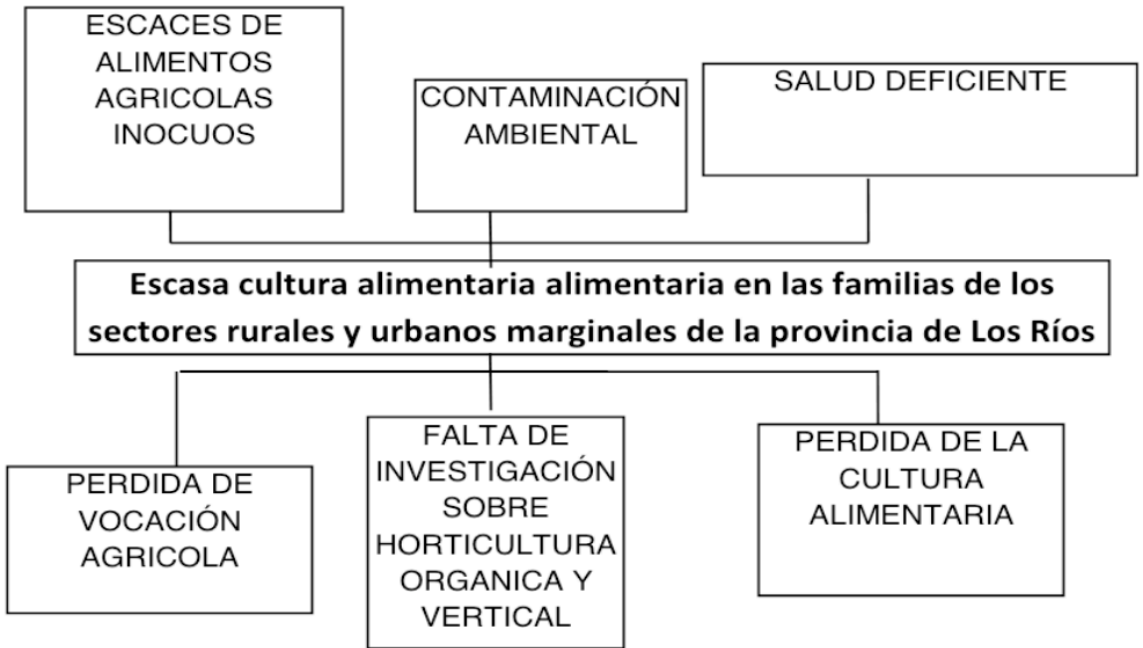 ESCACES DE
ALIMENTOS
AGRICOLAS
INOCUOS
CONTAMINACIÓN
AMBIENTAL
SALUD DEFICIENTE
Escasa cultura alimentaria alimentaria en las familias de los
sectores rurales y urbanos marginales de la provincia de Los Ríos
PERDIDA DE
VOCACIÓN
AGRICOLA
FALTA DE
INVESTIGACIÓN
SOBRE
HORTICULTURA
ORGANICA Y
VERTICAL
PERDIDA DE LA
CULTURA
ALIMENTARIA